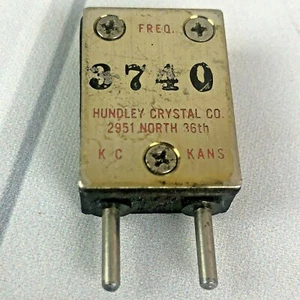 FREQ.
3740
HUNDLEY CRYSTAL CO.
2951 NORTH 36th
K C KANS